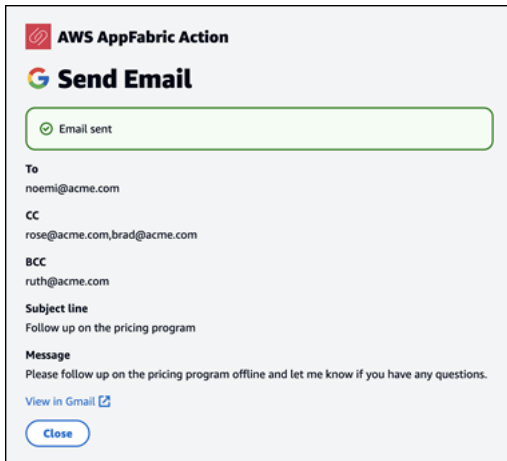 AWS AppFabric Action
Send Email
Email sent
To
noemi@acme.com
CC
rose@acme.com,brad@acme.com
BCC
ruth@acme.com
Subject line
Follow up on the pricing program
Message
Please follow up on the pricing program offline and let me know if you have any questions.
View in Gmail
Close